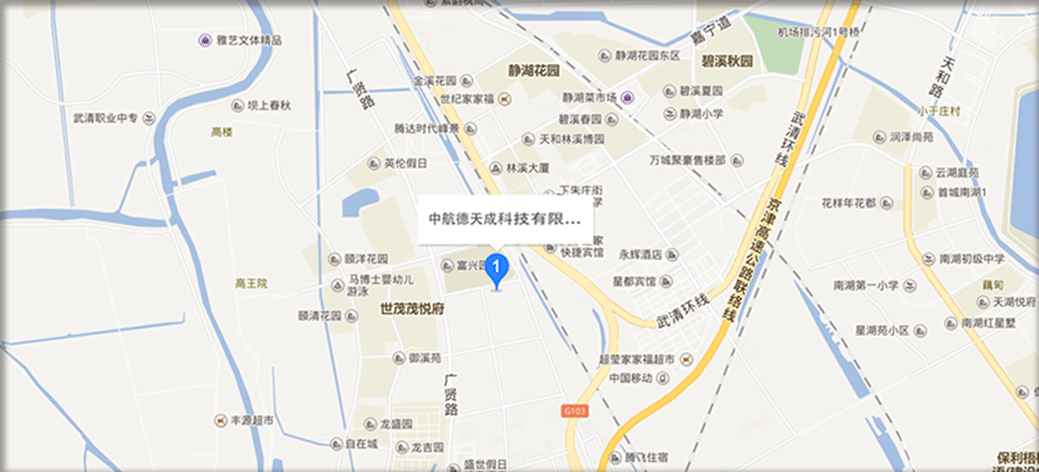 嘉宁道
机场排污河1号桥
雅艺文体精品
静湖花园东区
碧溪秋园
静湖花园
广贤路
金溪花园
天和路
碧溪夏园
世纪家家福
静湖菜市场
坝上春秋
小于庄村
武清职业中专
静湖小学
碧溪春园
高楼
腾达时代峰景
武清环线
天和林溪博园
润泽尚苑
英伦假日
林溪大厦
万城聚豪售楼部
云湖庭苑
下朱庄街
首城南湖1
花样年花郡
京津高速公路联络线
中航德天成科技有限...
快捷宾馆
永辉酒店
颐洋花园
富兴园
南湖初级中学
马博士婴幼儿
游泳
高王院
星都宾馆
南湖第一小学
藕甸
天湖悦府
1
世茂茂悦府
颐清花园
武清环线
南湖红星墅
星湖苑小区
御溪苑
超莹家家福超市
中国移动
广贤路
G103
丰源超市
龙盛园
自在城
龙吉园
盛世假日
腾飞住宿
保利梧